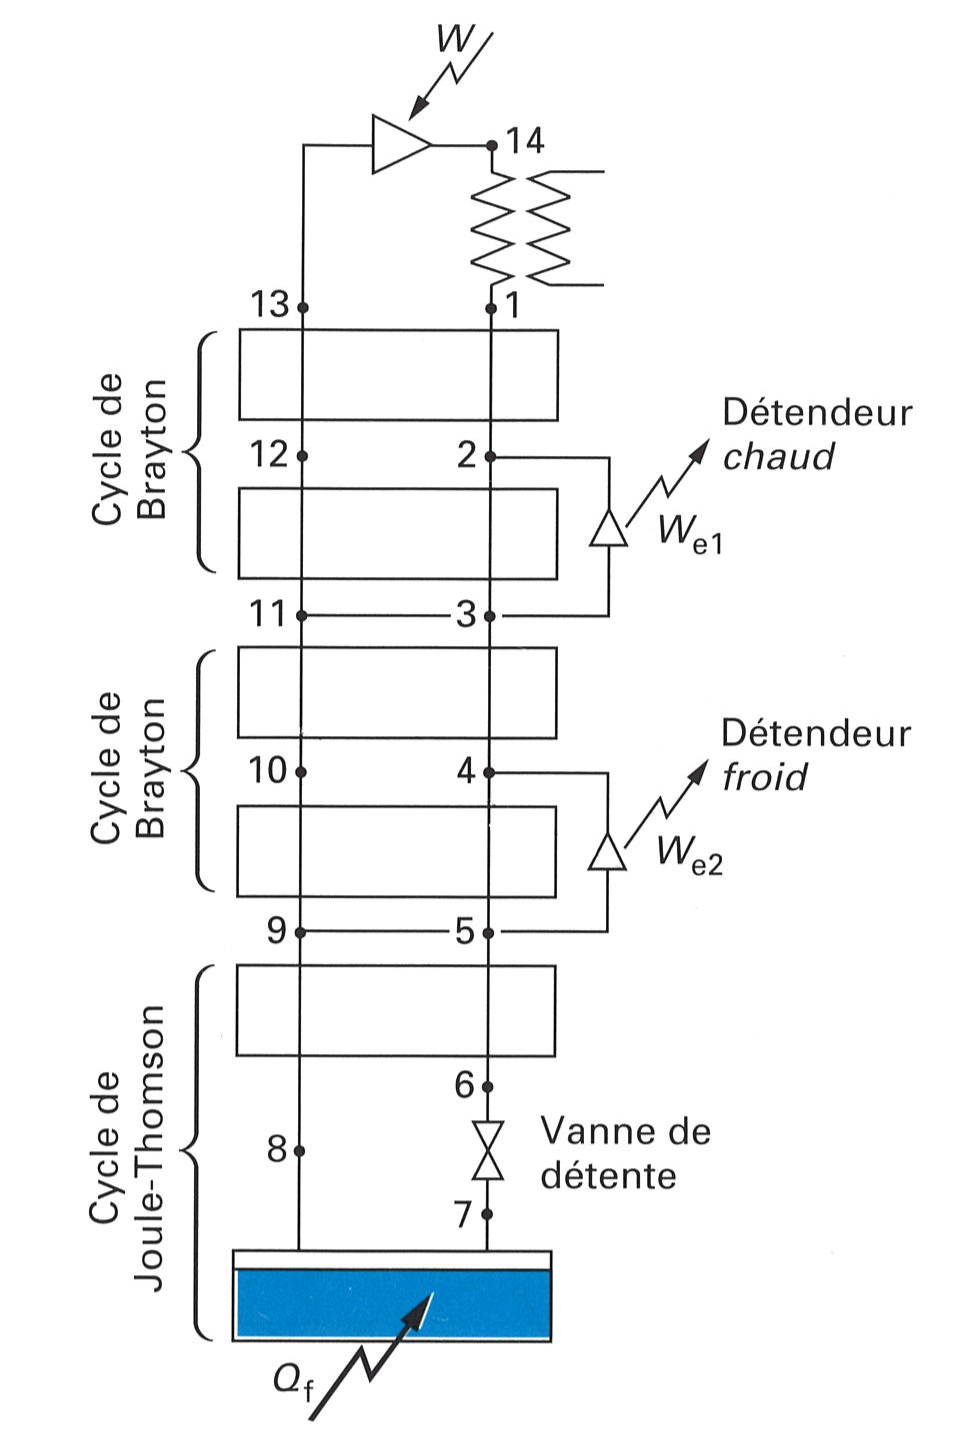 W
14
13
1
Cycle de
Brayton
Détendeur
chaud
12
2
We1
11
3
Cycle de
Brayton
Détendeur
froid
10
4
We2
9
5
Cycle de
Joule-Thomson
6
8
Vanne de
détente
7
Qf